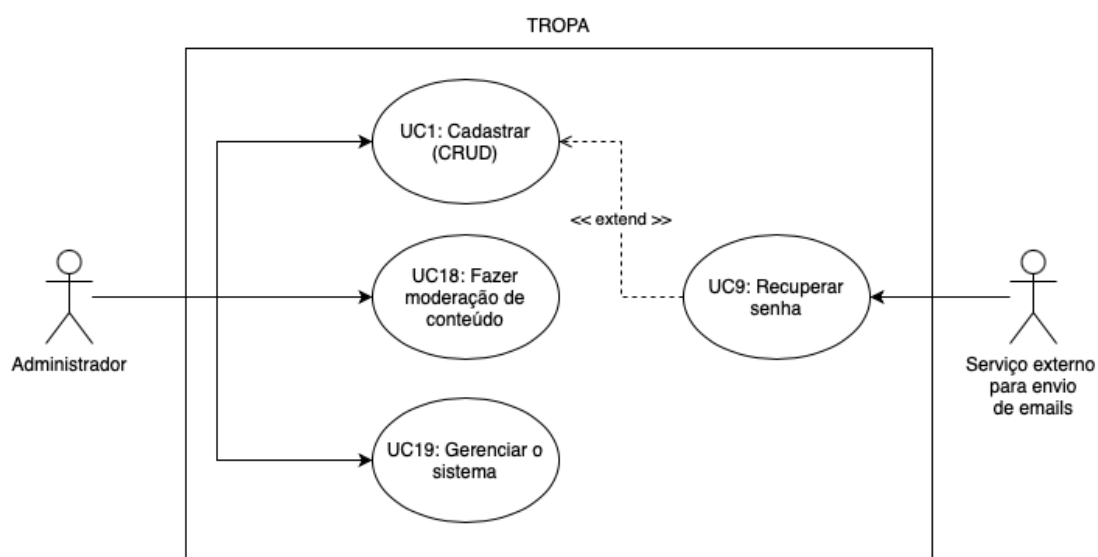 TROPA
UC1: Cadastrar
(CRUD)
<< extend >>
UC18: Fazer
moderação de
conteúdo
UC9: Recuperar
senha
Administrador
Serviço externo
para envio
de emails
UC19: Gerenciar o
sistema